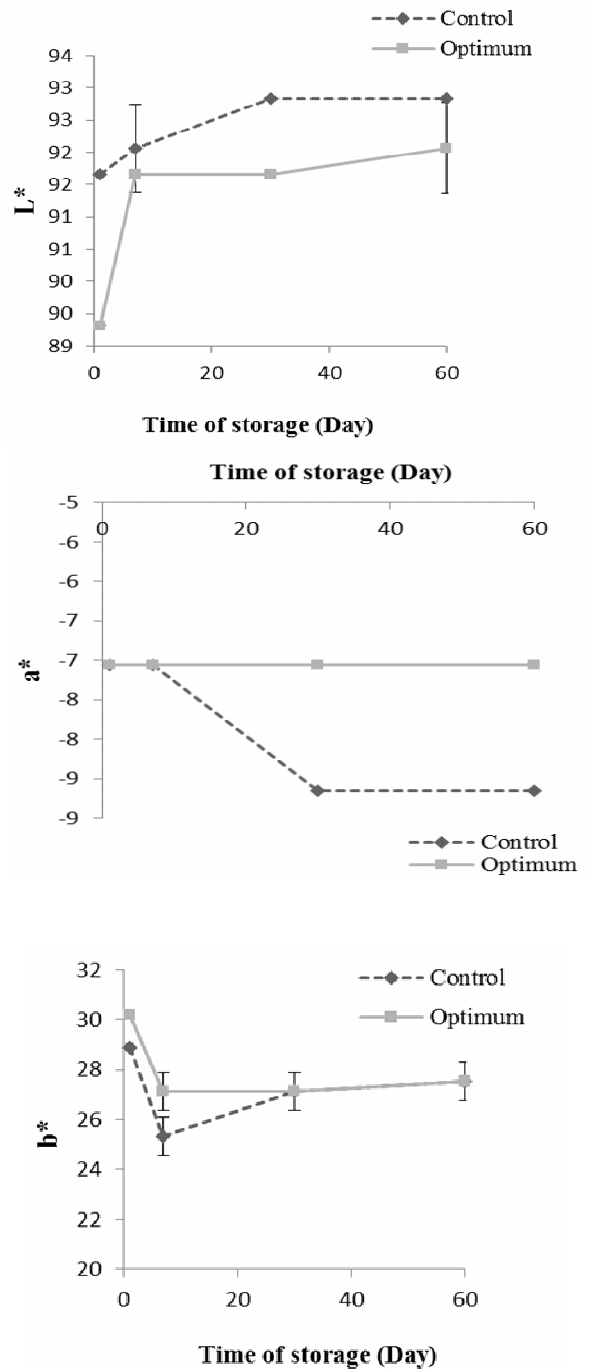 Control
Optimum
94
93
93
92
92
91
91
90
90
89
L*
0 20 40 60
Time of storage (Day)
Time of storage (Day)
0 20 40 60
-5
-6
-6
-7
-7
-8
-8
-9
-9
a*
Control
Optimum
Control
Optimum
32
30
28
26
24
22
20
b*
0 20 40 60
Time of storage (Day)